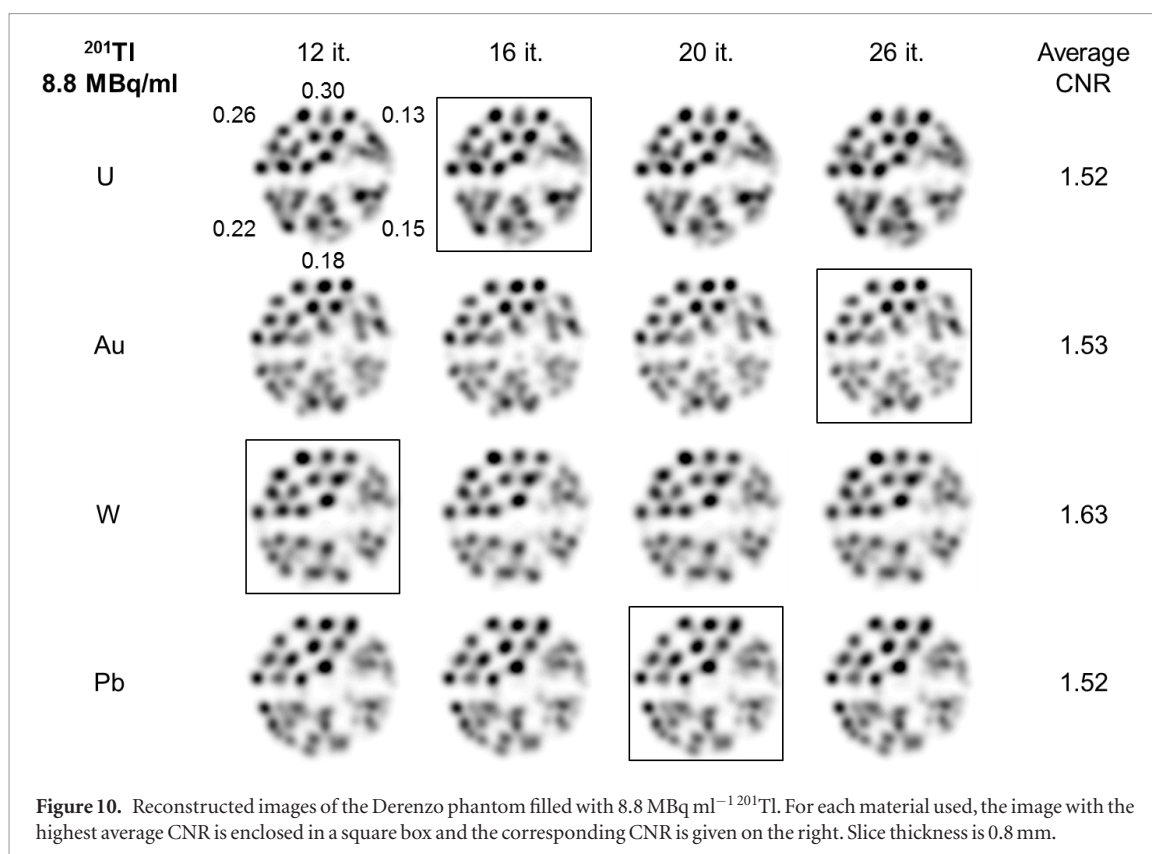 ²⁰¹Tl 12 it. 16 it. 20 it. 26 it. Average
8.8 MBq/ml CNR
0.30
0.26 0.13
U 1.52
0.22 0.15
0.18
Au 1.53
W 1.63
Pb 1.52
Figure 10. Reconstructed images of the Derenzo phantom filled with 8.8 MBq ml⁻¹ ²⁰¹Tl. For each material used, the image with the
highest average CNR is enclosed in a square box and the corresponding CNR is given on the right. Slice thickness is 0.8 mm.